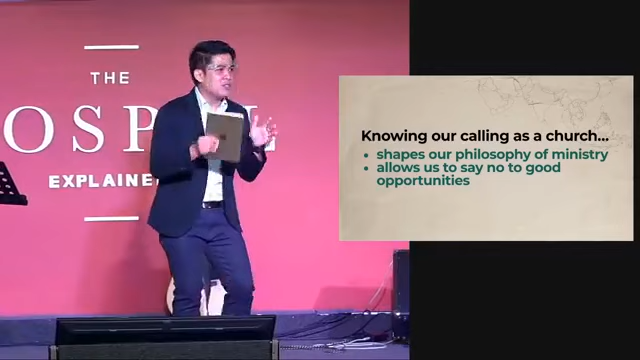 THE
OSP
EXPLAINE
Knowing our calling as a church...
• shapes our philosophy of ministry
• allows us to say no to good
opportunities